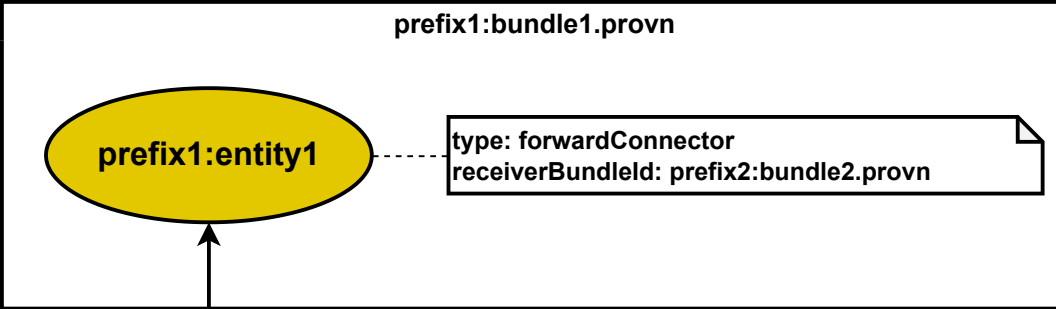 prefix1:bundle1.provn
prefix1:entity1
type: forwardConnector
receiverBundleId: prefix2:bundle2.provn